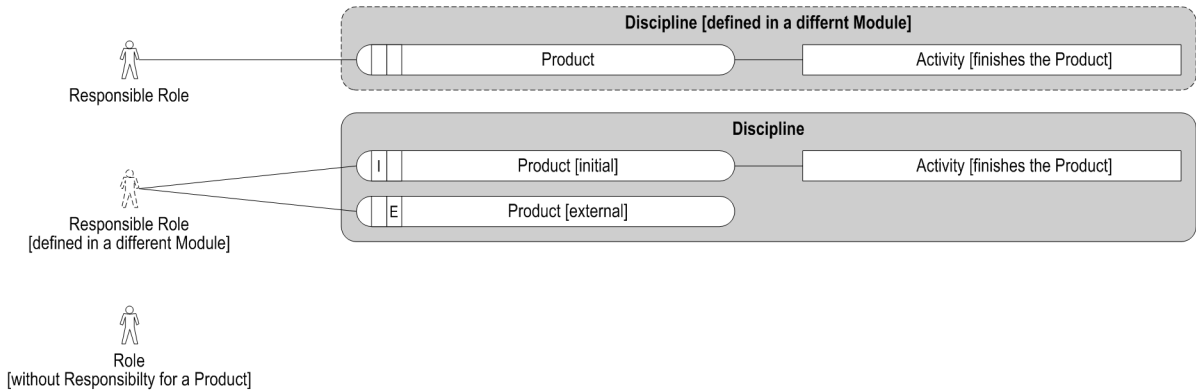 Discipline [defined in a differnt Module]
Product
Activity [finishes the Product]
Responsible Role
Discipline
I
Product [initial]
Activity [finishes the Product]
E
Product [external]
Responsible Role
[defined in a different Module]
Role
[without Responsibilty for a Product]